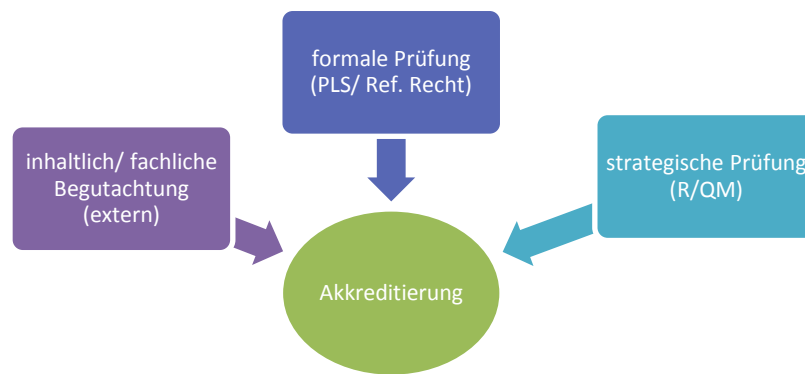 formale Prüfung
(PLS/ Ref. Recht)
inhaltlich/ fachliche
Begutachtung
(extern)
strategische Prüfung
(R/QM)
Akkreditierung